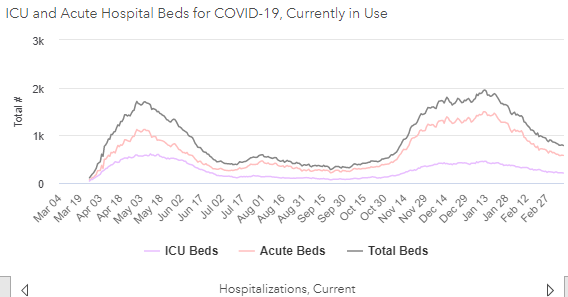 ICU and Acute Hospital Beds for COVID-19, Currently in Use
3k
2k
1k
0
Total #
Mar 04
Mar 19
Apr 03
Apr 18
May 03
May 18
Jun 02
Jun 17
Jul 02
Jul 17
Aug 01
Aug 16
Aug 31
Sep 15
Sep 30
Oct 15
Oct 30
Nov 14
Nov 29
Dec 14
Dec 29
Jan 13
Jan 28
Feb 12
Feb 27
ICU Beds Acute Beds Total Beds
Hospitalizations, Current